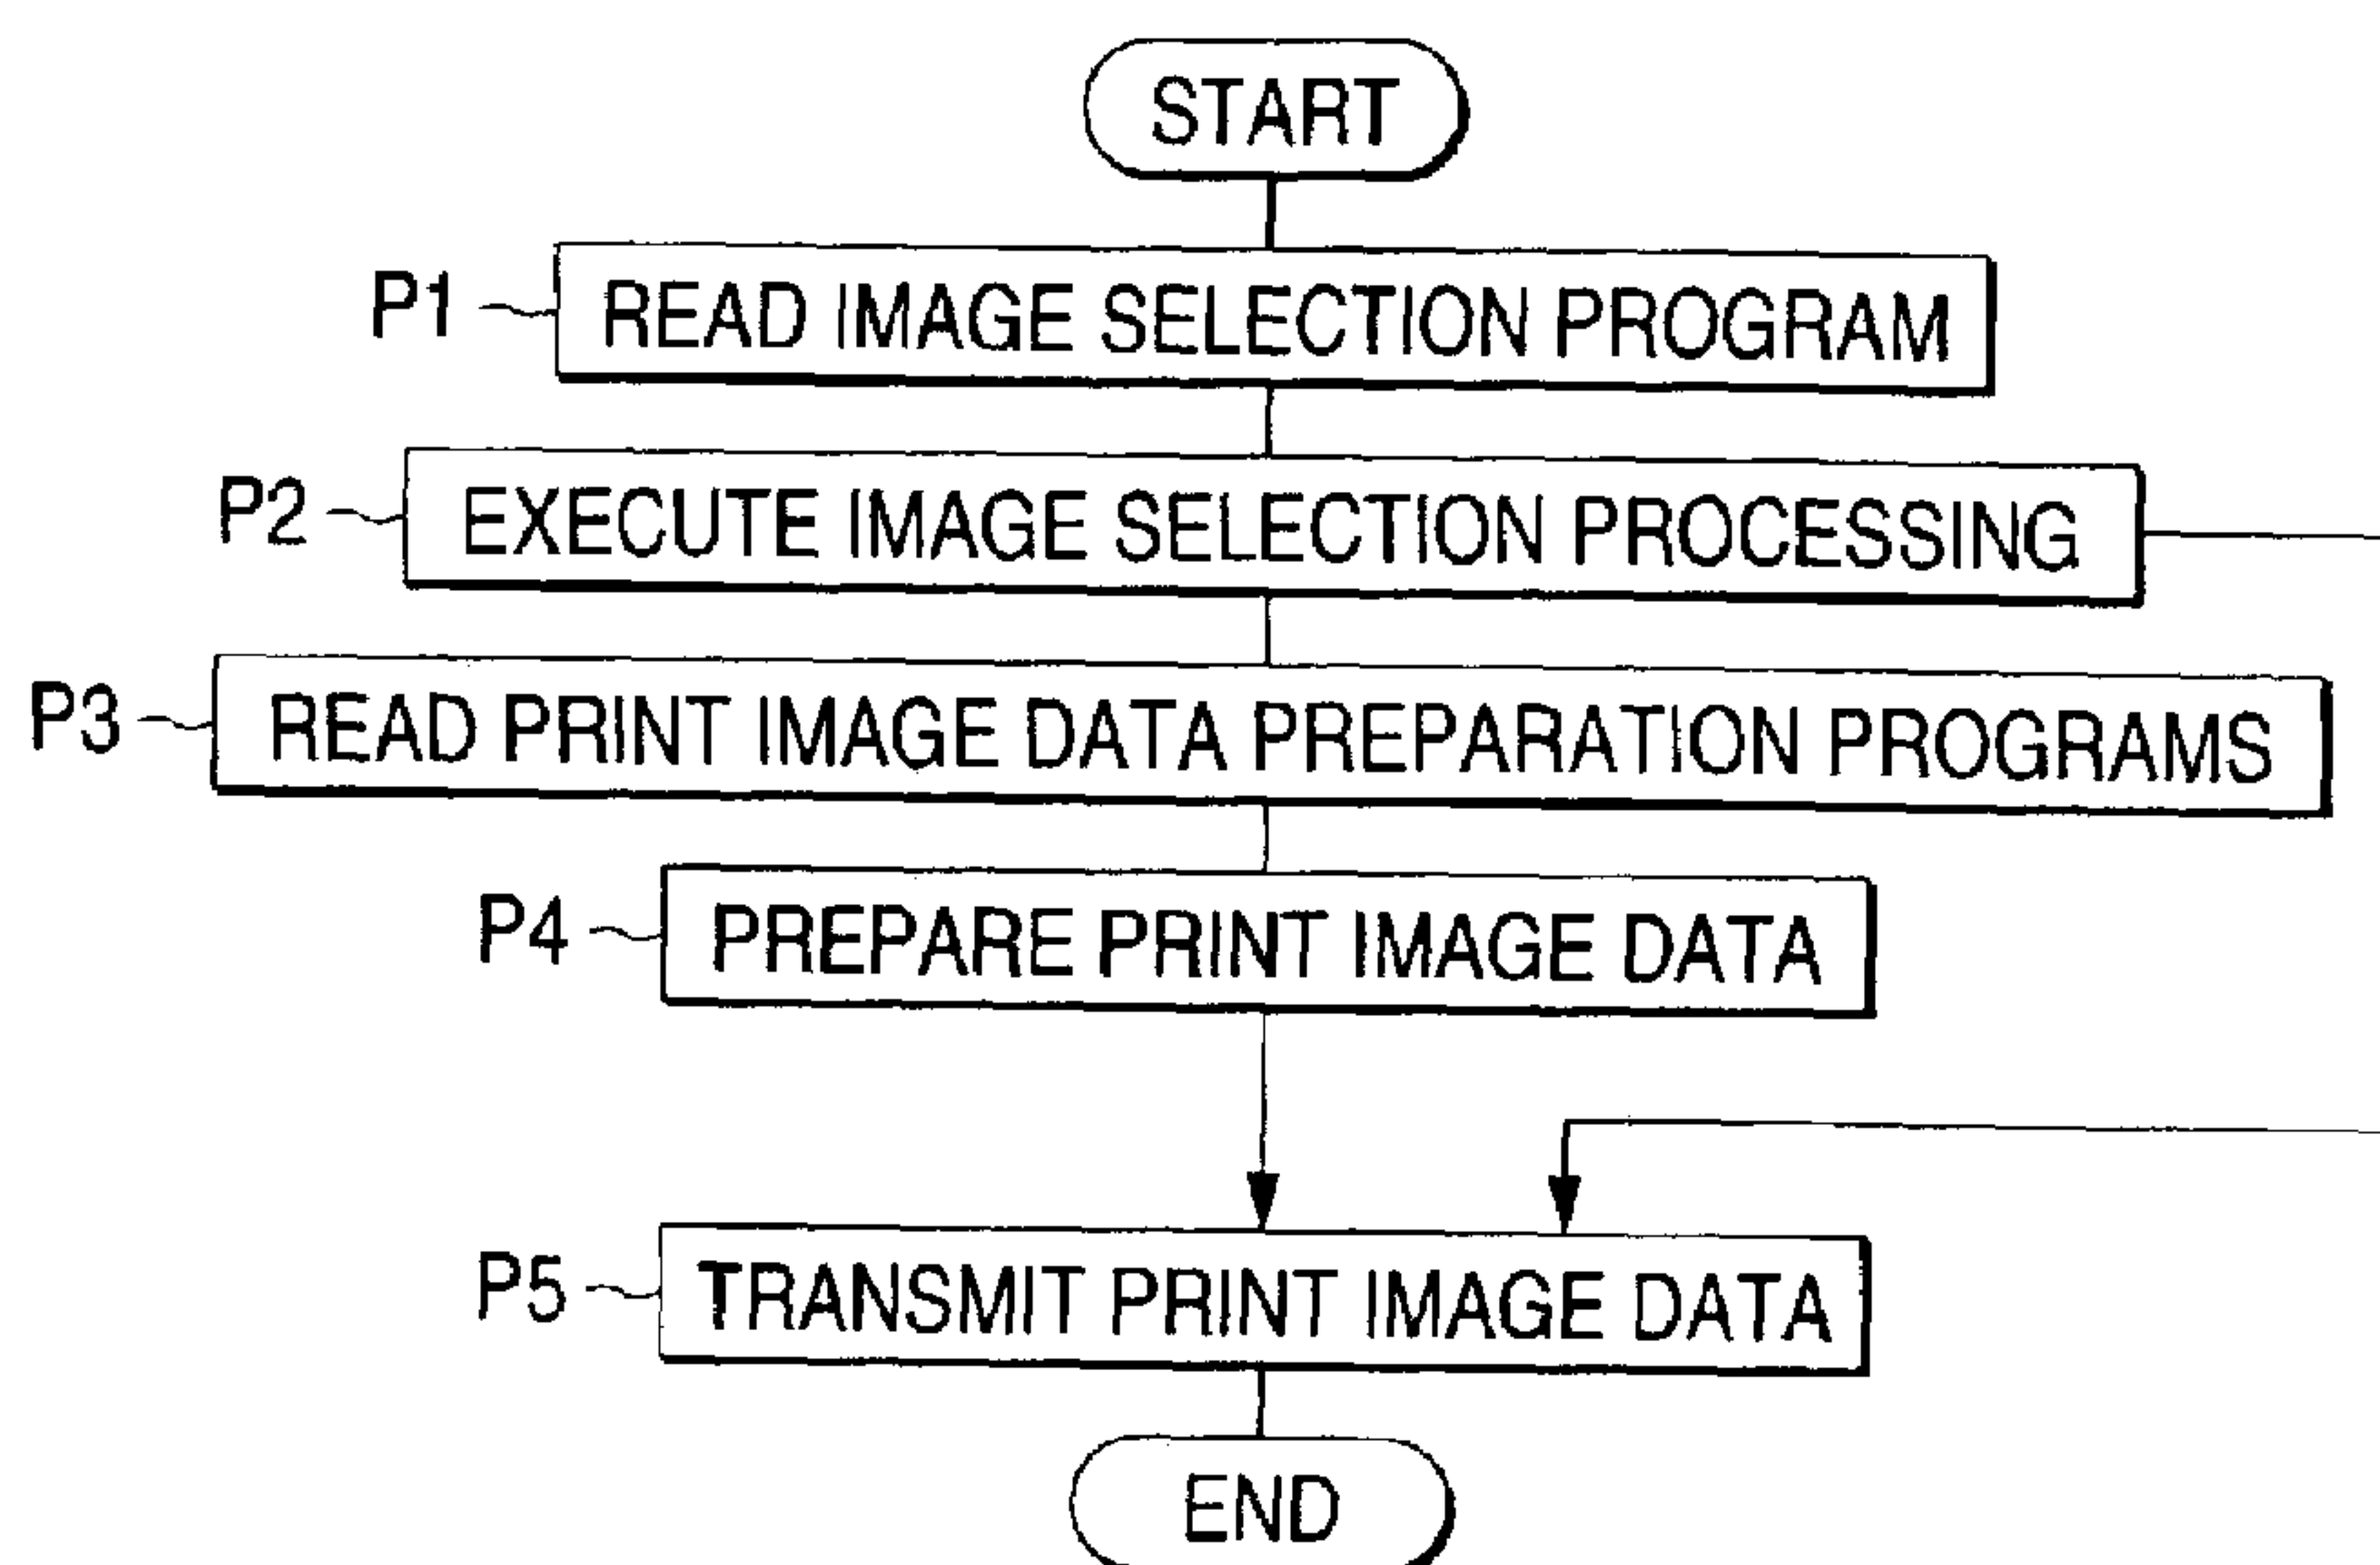 START
P1 READ IMAGE SELECTION PROGRAM
P2 EXECUTE IMAGE SELECTION PROCESSING
P3 READ PRINT IMAGE DATA PREPARATION PROGRAMS
P4 PREPARE PRINT IMAGE DATA
P5 TRANSMIT PRINT IMAGE DATA
END